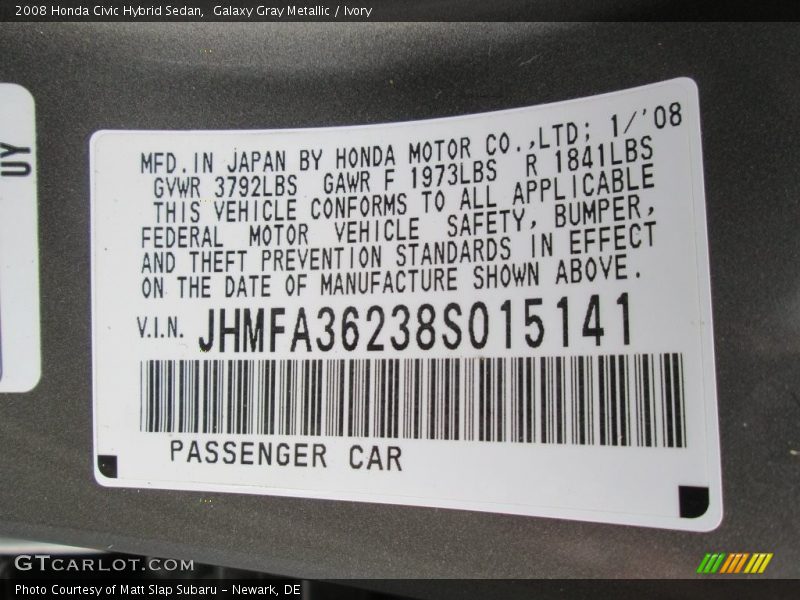 2008 Honda Civic Hybrid Sedan,  Galaxy Gray Metallic / Ivory
UY
MFD.IN JAPAN BY HONDA MOTOR CO.,LTD; 1/'08
GVWR 3792LBS  GAWR F 1973LBS  R 1841LBS
THIS VEHICLE CONFORMS TO ALL APPLICABLE
FEDERAL MOTOR VEHICLE SAFETY, BUMPER,
AND THEFT PREVENTION STANDARDS IN EFFECT
ON THE DATE OF MANUFACTURE SHOWN ABOVE.
V.I.N. JHMFA36238S015141
PASSENGER CAR
GTCARLOT.COM
Photo Courtesy of Matt Slap Subaru – Newark, DE